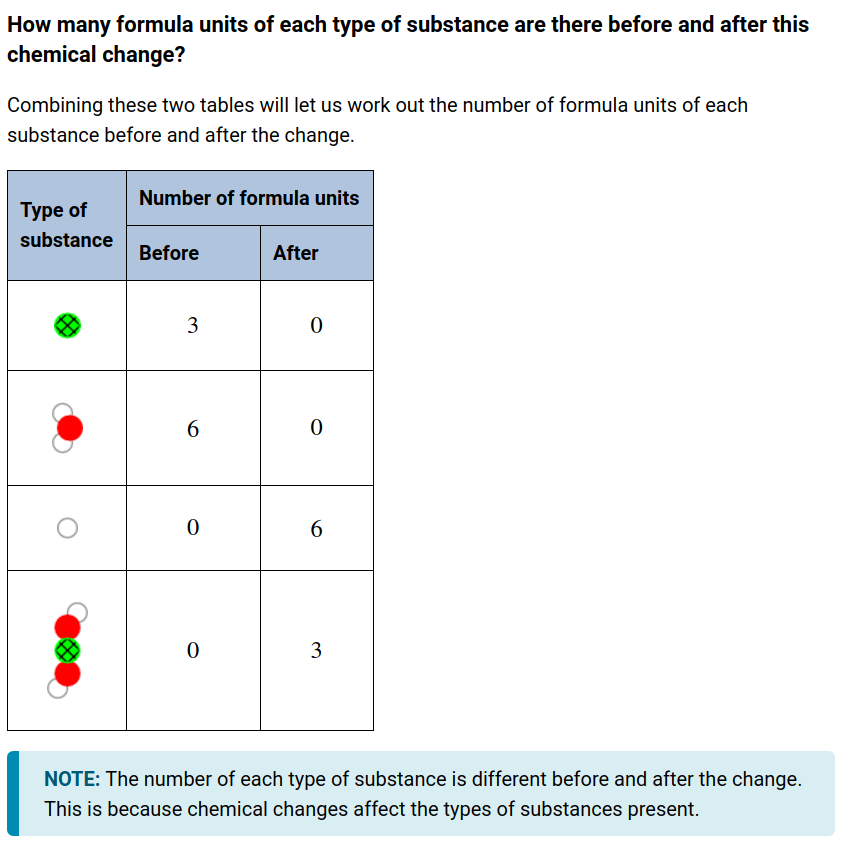 How many formula units of each type of substance are there before and after this
chemical change?
Combining these two tables will let us work out the number of formula units of each
substance before and after the change.
Type of
substance
Number of formula units
Before After
3 0
6 0
0 6
0 3
NOTE: The number of each type of substance is different before and after the change.
This is because chemical changes affect the types of substances present.